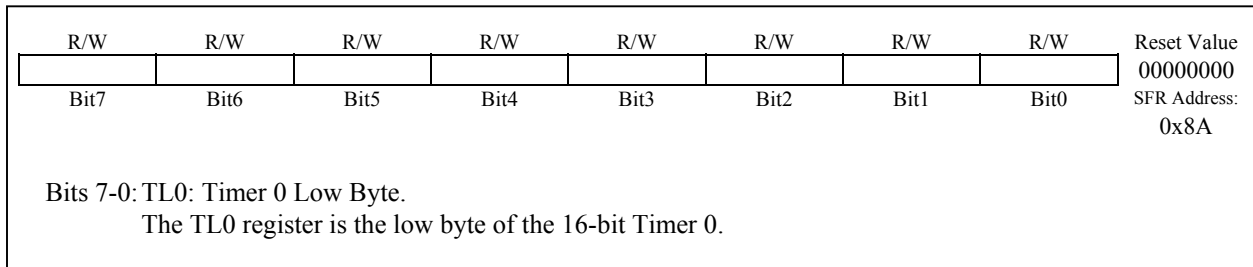 R/W R/W R/W R/W R/W R/W R/W R/W Reset Value
00000000
Bit7 Bit6 Bit5 Bit4 Bit3 Bit2 Bit1 Bit0 SFR Address:
0x8A
Bits 7-0: TL0: Timer 0 Low Byte.
The TL0 register is the low byte of the 16-bit Timer 0.